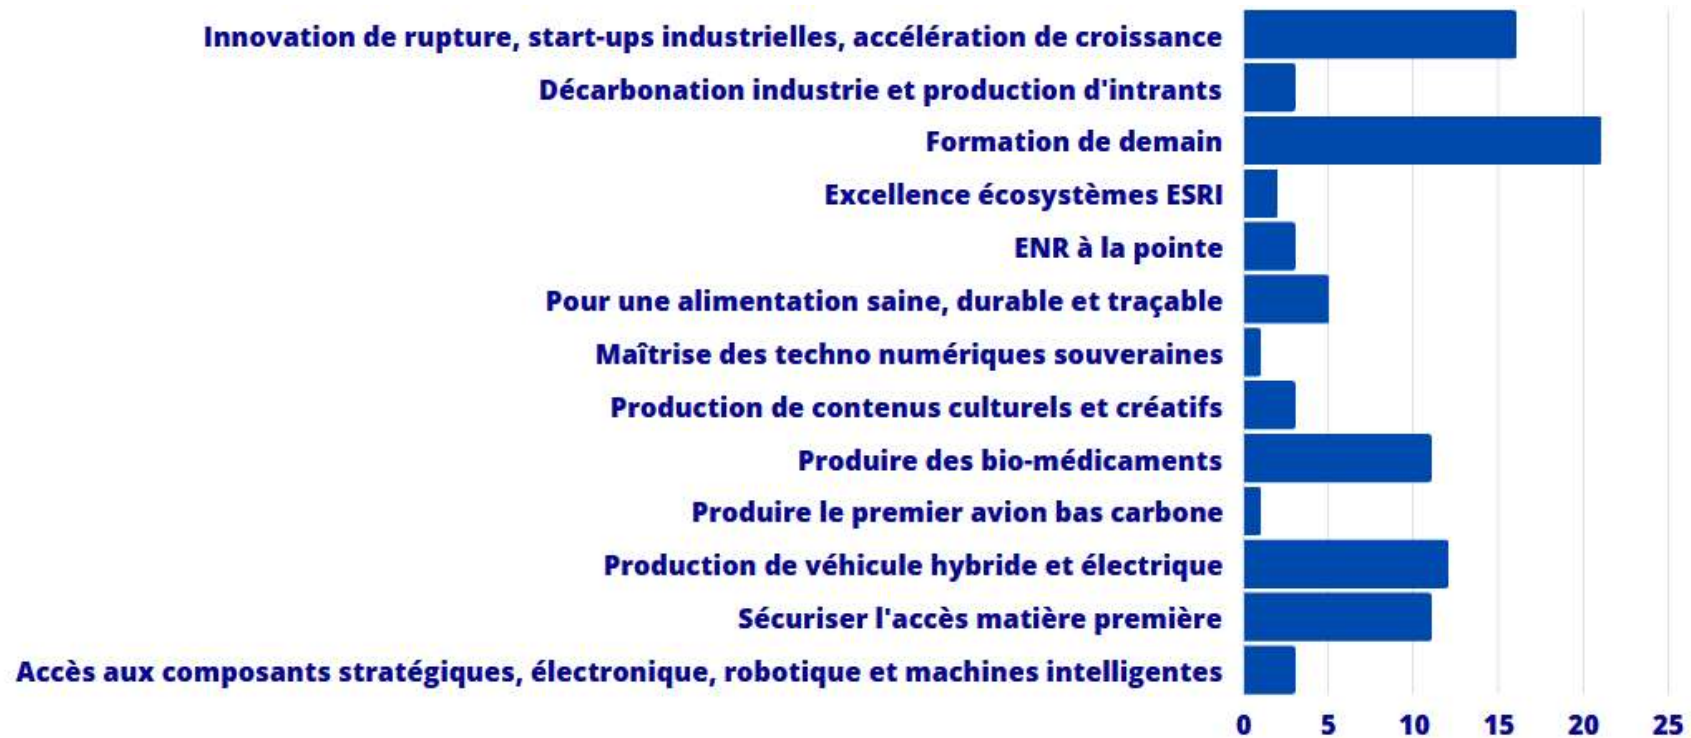 Innovation de rupture, start-ups industrielles, accélération de croissance
Décarbonation industrie et production d'intrants
Formation de demain
Excellence écosystèmes ESRI
ENR à la pointe
Pour une alimentation saine, durable et traçable
Maîtrise des techno numériques souveraines
Production de contenus culturels et créatifs
Produire des bio-médicaments
Produire le premier avion bas carbone
Production de véhicule hybride et électrique
Sécuriser l'accès matière première
Accès aux composants stratégiques, électronique, robotique et machines intelligentes
0 5 10 15 20 25